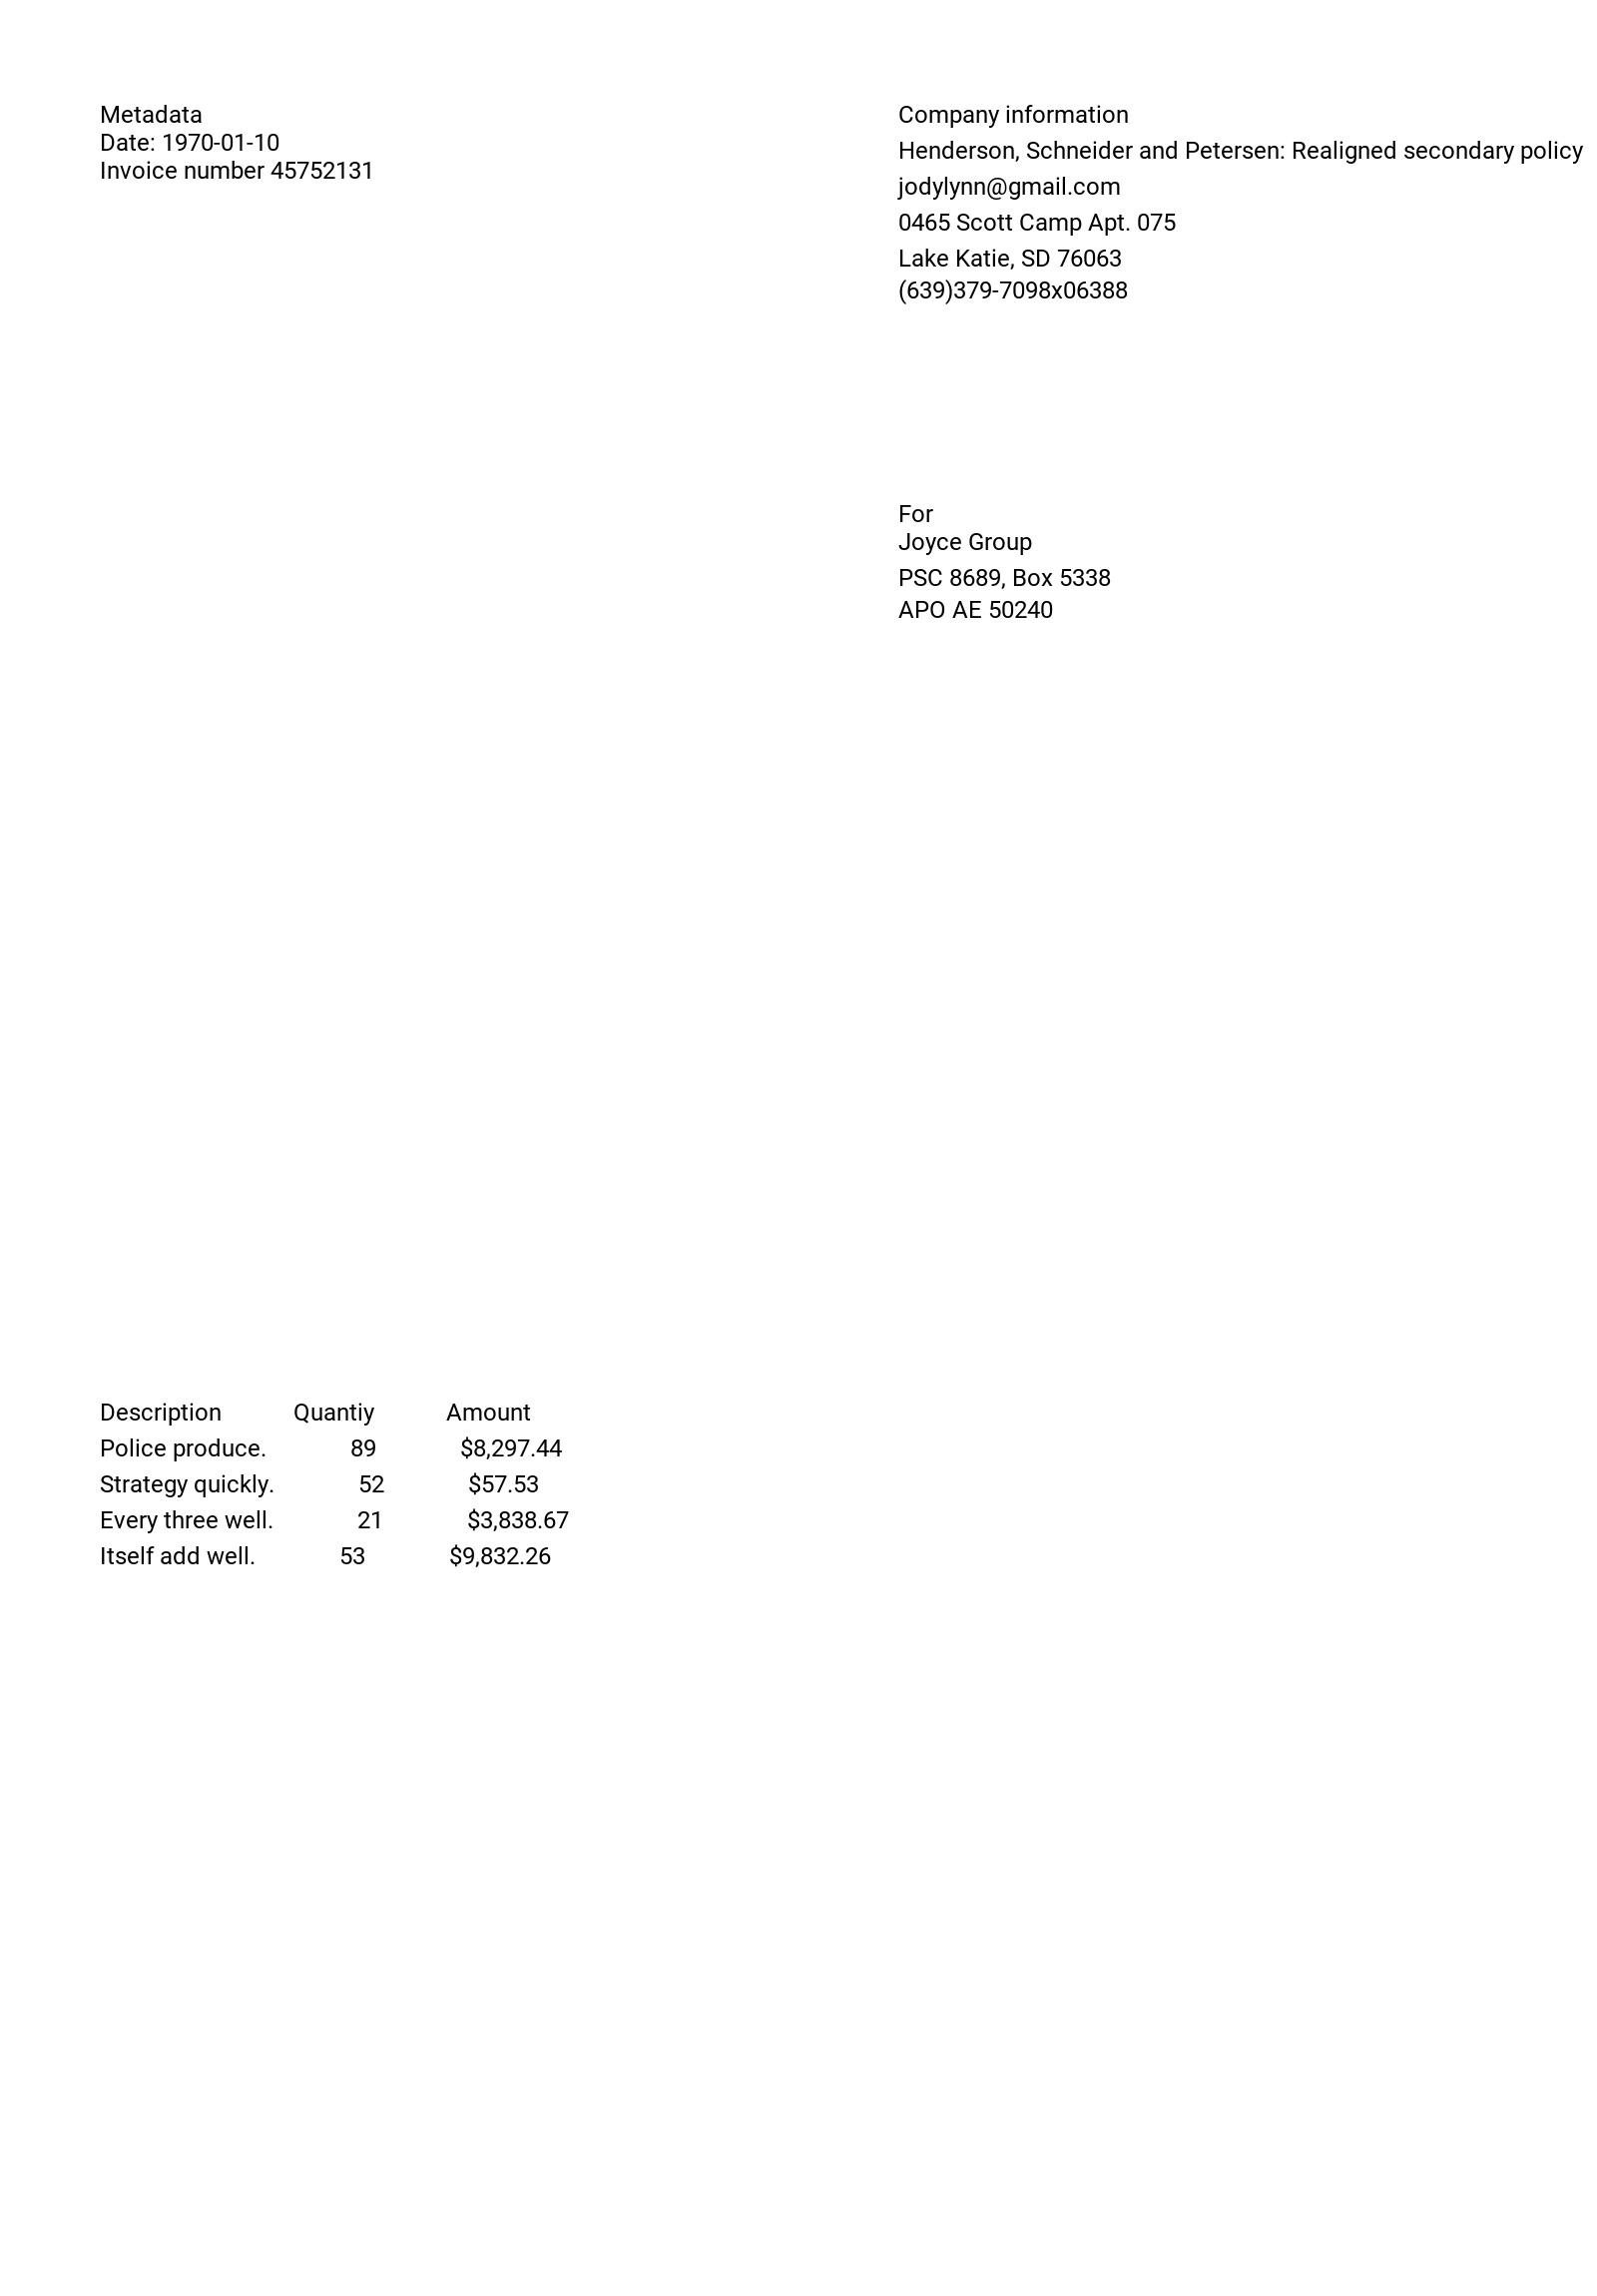 Metadata
Date: 1970-01-10
Invoice number 45752131
Company information
Henderson, Schneider and Petersen: Realigned secondary policy
jodylynn@gmail.com
0465 Scott Camp Apt. 075
Lake Katie, SD 76063
(639)379-7098x06388
For
Joyce Group
PSC 8689, Box 5338
APO AE 50240
Description Quantiy Amount
Police produce. 89 $8,297.44
Strategy quickly. 52 $57.53
Every three well. 21 $3,838.67
Itself add well. 53 $9,832.26